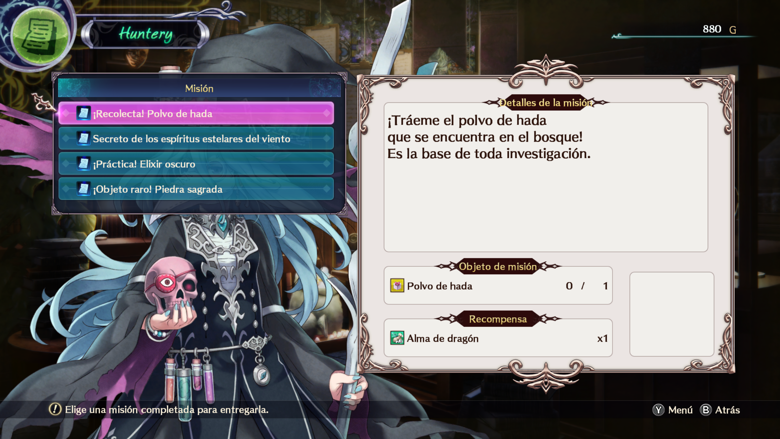 Huntery
880 G
Misión
¡Recolecta! Polvo de hada
Secreto de los espíritus estelares del viento
¡Práctica! Elixir oscuro
¡Objeto raro! Piedra sagrada
Detalles de la misión
¡Tráeme el polvo de hada
que se encuentra en el bosque!
Es la base de toda investigación.
Objeto de misión
Polvo de hada 0 / 1
Recompensa
Alma de dragón x1
Elige una misión completada para entregarla.
Y Menú B Atrás